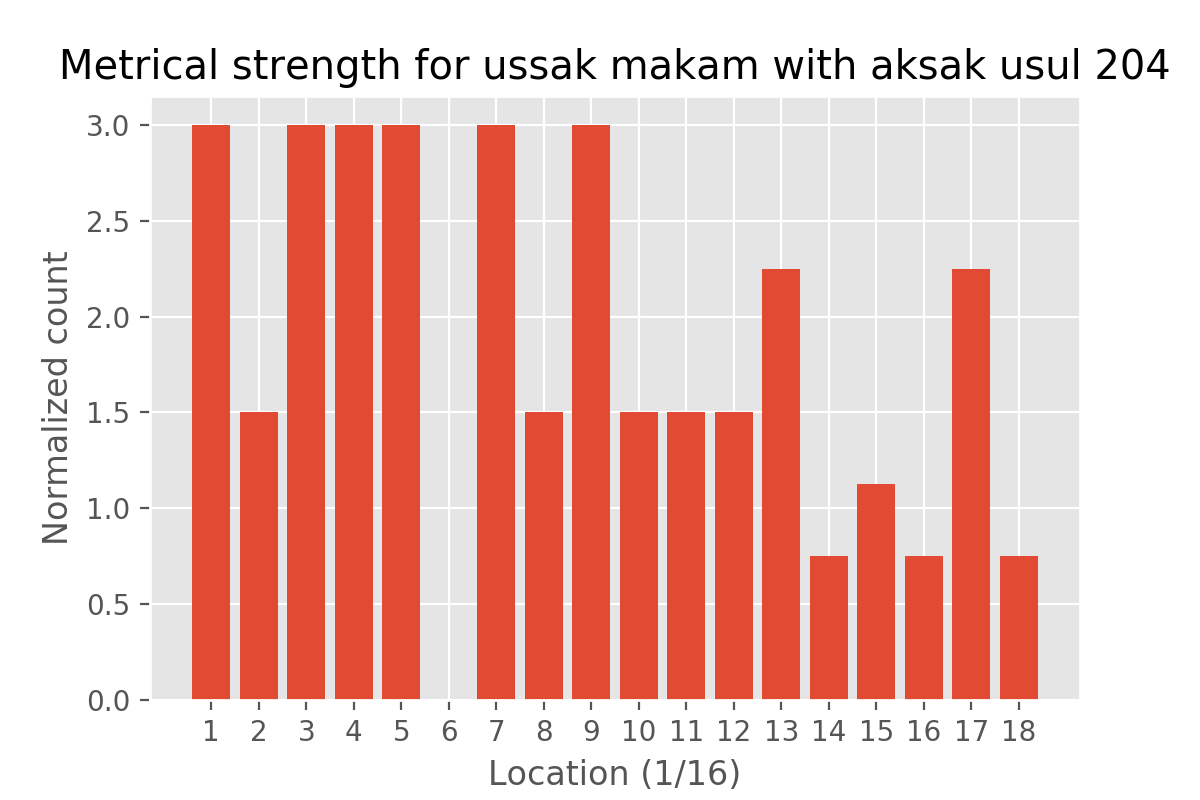 Metrical strength for ussak makam with aksak usul 204
Normalized count
3.0
2.5
2.0
1.5
1.0
0.5
0.0
1 2 3 4 5 6 7 8 9 10 11 12 13 14 15 16 17 18
Location (1/16)